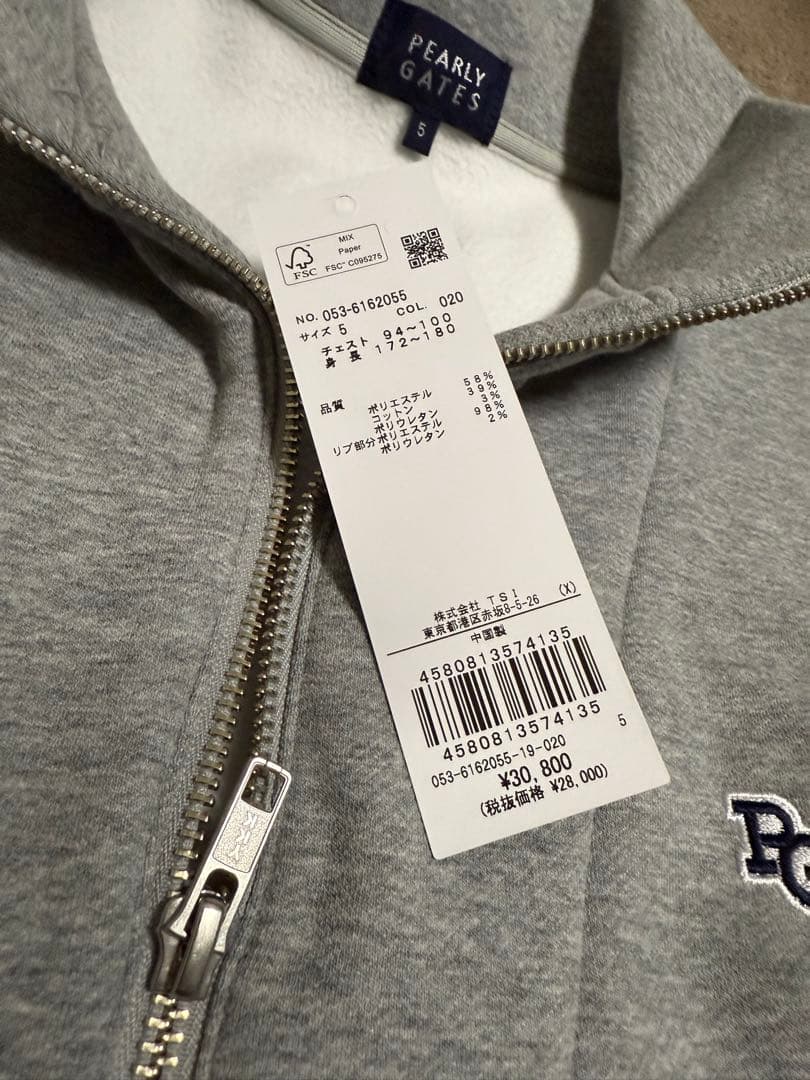 PEARLY
GATES
5
MIX
Paper
FSC™ C095275
FSC
NO. 053-6162055
COL. 020
サイズ 5
チェスト 94～100
身長 172～180
品質 ポリエステル 58%
コットン 39%
ポリウレタン 3%
リブ部分 ポリエステル 98%
ポリウレタン 2%
株式会社 TSI
東京都港区赤坂8-5-26 (X)
中国製
4580813574135
4580813574135
053-6162055-19-020 5
¥30,800
(税抜価格 ¥28,000)
YKK
PG